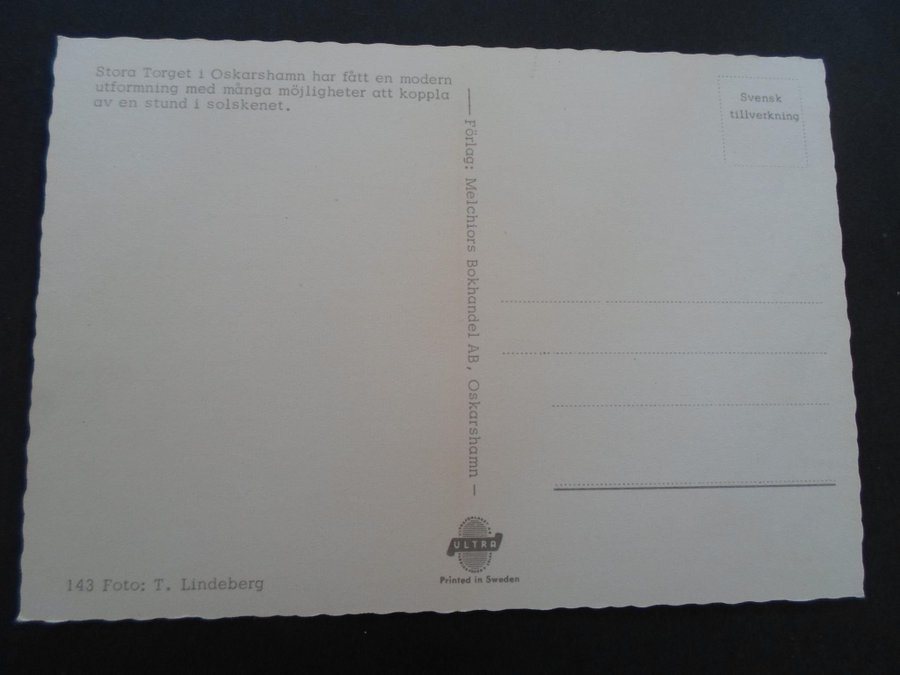 Stora Torget i Oskarshamn har fått en modern
utformning med många möjligheter att koppla
av en stund i solskenet.
— Förlag: Melchiors Bokhandel AB, Oskarshamn —
Svensk
tillverkning
ULTRA
Printed in Sweden
143 Foto: T. Lindeberg